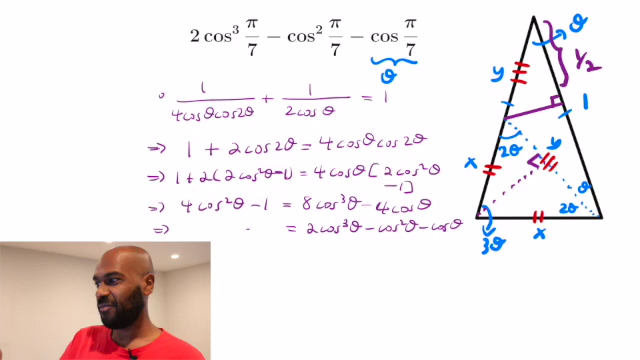 2 cos³ π/7 − cos² π/7 − cos π/7
θ
• 1/(4cosθcos2θ) + 1/(2cosθ) = 1
⇒ 1 + 2cos2θ = 4cosθcos2θ
⇒ 1+2(2cos²θ−1) = 4cosθ[2cos²θ
−1]
⇒ 4cos²θ −1 = 8cos³θ −4cosθ
⇒ = 2cos³θ −cos²θ −cosθ
θ
1/2
y
1
2θ
y
x
θ
2θ
x
3θ